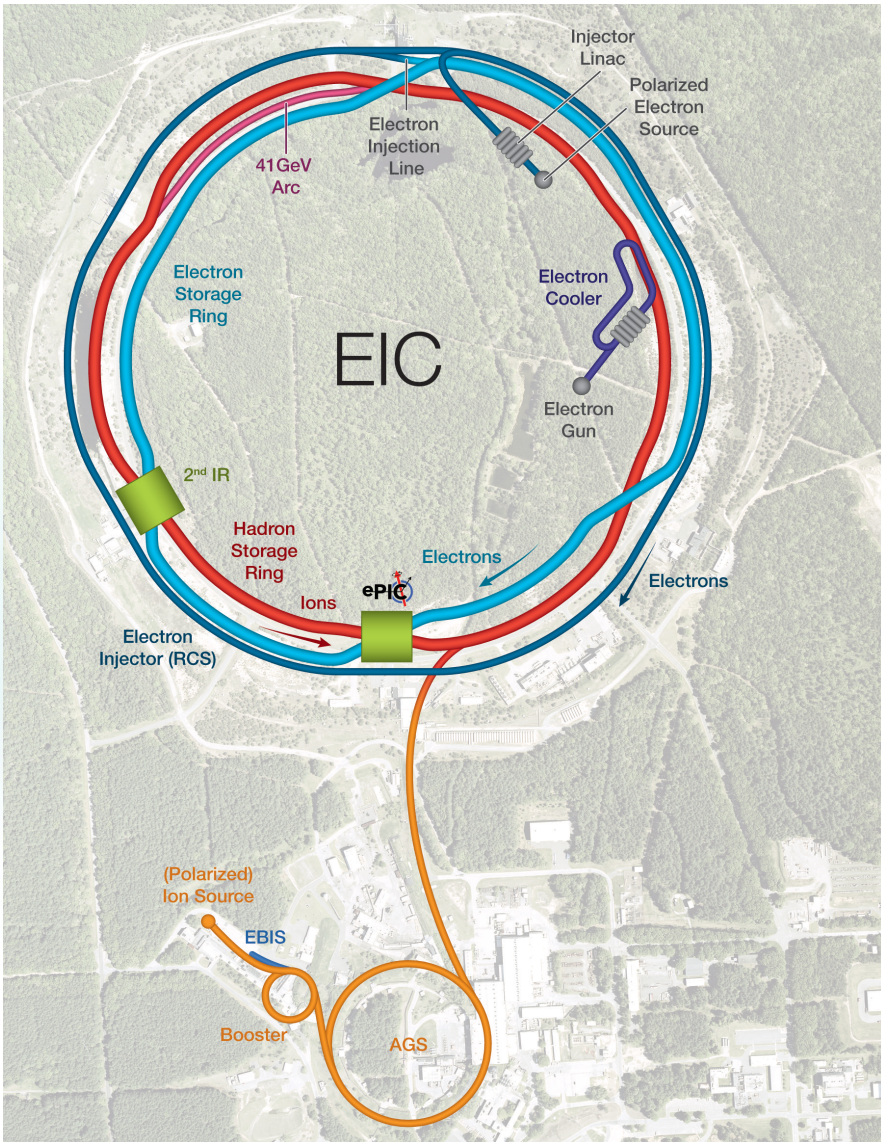 Injector
Linac
Polarized
Electron
Source
Electron
Injection
Line
41GeV
Arc
Electron
Storage
Ring
Electron
Cooler
EIC
Electron
Gun
2nd IR
Hadron
Storage
Ring
Electrons
Electrons
ePIC
Ions
Electron
Injector (RCS)
(Polarized)
Ion Source
EBIS
Booster
AGS